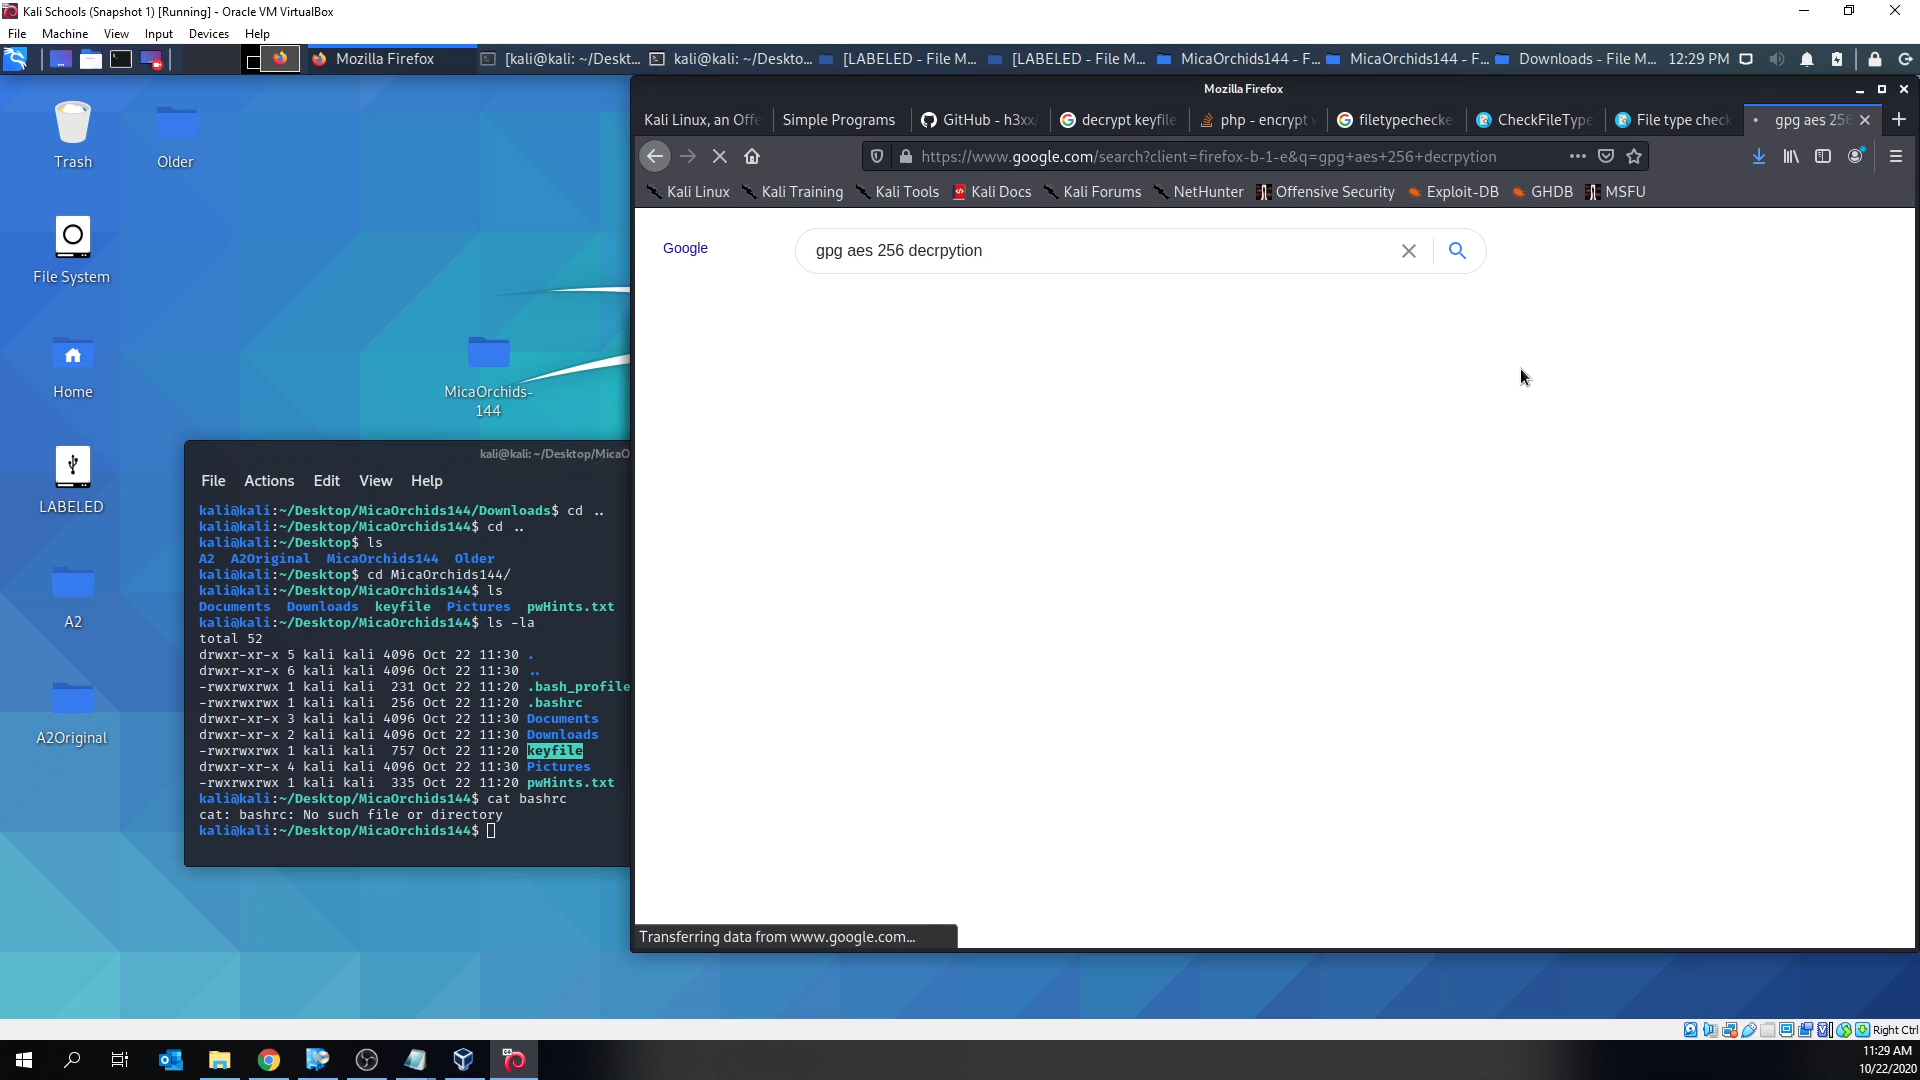 Kali Schools (Snapshot 1) [Running] - Oracle VM VirtualBox
File Machine View Input Devices Help
Mozilla Firefox [kali@kali: ~/Deskt... kali@kali: ~/Deskto... [LABELED - File M... [LABELED - File M... MicaOrchids144 - F... MicaOrchids144 - F... Downloads - File M... 12:29 PM
Trash
Older
File System
Home
LABELED
A2
A2Original
MicaOrchids-
144
kali@kali: ~/Desktop/MicaO
File Actions Edit View Help
kali@kali:~/Desktop/MicaOrchids144/Downloads$ cd ..
kali@kali:~/Desktop/MicaOrchids144$ cd ..
kali@kali:~/Desktop$ ls
A2 A2Original MicaOrchids144 Older
kali@kali:~/Desktop$ cd MicaOrchids144/
kali@kali:~/Desktop/MicaOrchids144$ ls
Documents Downloads keyfile Pictures pwHints.txt
kali@kali:~/Desktop/MicaOrchids144$ ls -la
total 52
drwxr-xr-x 5 kali kali 4096 Oct 22 11:30 .
drwxr-xr-x 6 kali kali 4096 Oct 22 11:30 ..
-rwxrwxrwx 1 kali kali 231 Oct 22 11:20 .bash_profile
-rwxrwxrwx 1 kali kali 256 Oct 22 11:20 .bashrc
drwxr-xr-x 3 kali kali 4096 Oct 22 11:30 Documents
drwxr-xr-x 2 kali kali 4096 Oct 22 11:30 Downloads
-rwxrwxrwx 1 kali kali 757 Oct 22 11:20 keyfile
drwxr-xr-x 4 kali kali 4096 Oct 22 11:30 Pictures
-rwxrwxrwx 1 kali kali 335 Oct 22 11:20 pwHints.txt
kali@kali:~/Desktop/MicaOrchids144$ cat bashrc
cat: bashrc: No such file or directory
kali@kali:~/Desktop/MicaOrchids144$
Mozilla Firefox
Kali Linux, an Offe Simple Programs GitHub - h3xx/ decrypt keyfile php - encrypt filetypechecke CheckFileType File type check gpg aes 256
https://www.google.com/search?client=firefox-b-1-e&q=gpg+aes+256+decrpytion
Kali Linux Kali Training Kali Tools Kali Docs Kali Forums NetHunter Offensive Security Exploit-DB GHDB MSFU
Google
gpg aes 256 decrpytion
Transferring data from www.google.com...
Right Ctrl
11:29 AM
10/22/2020